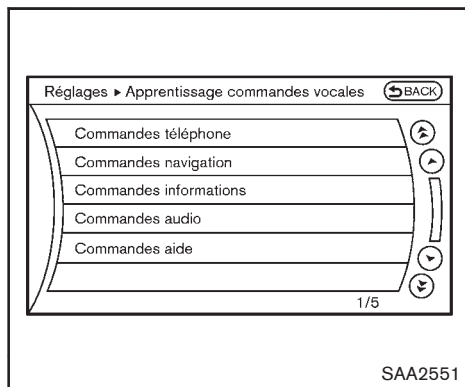 Réglages ▸ Apprentissage commandes vocales BACK
Commandes téléphone
Commandes navigation
Commandes informations
Commandes audio
Commandes aide
1/5
SAA2551